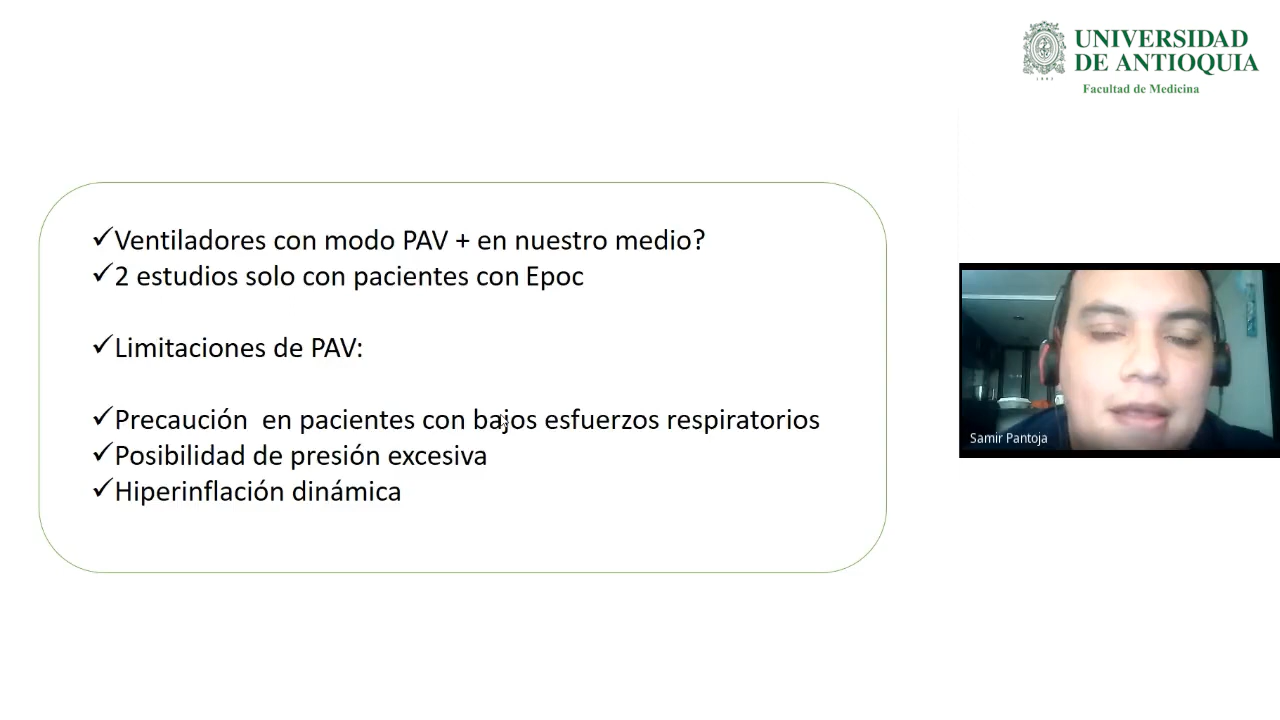 UNIVERSIDAD
DE ANTIOQUIA
1803
Facultad de Medicina
✓Ventiladores con modo PAV + en nuestro medio?
✓2 estudios solo con pacientes con Epoc
✓Limitaciones de PAV:
✓Precaución  en pacientes con bajos esfuerzos respiratorios
✓Posibilidad de presión excesiva
✓Hiperinflación dinámica
Samir Pantoja